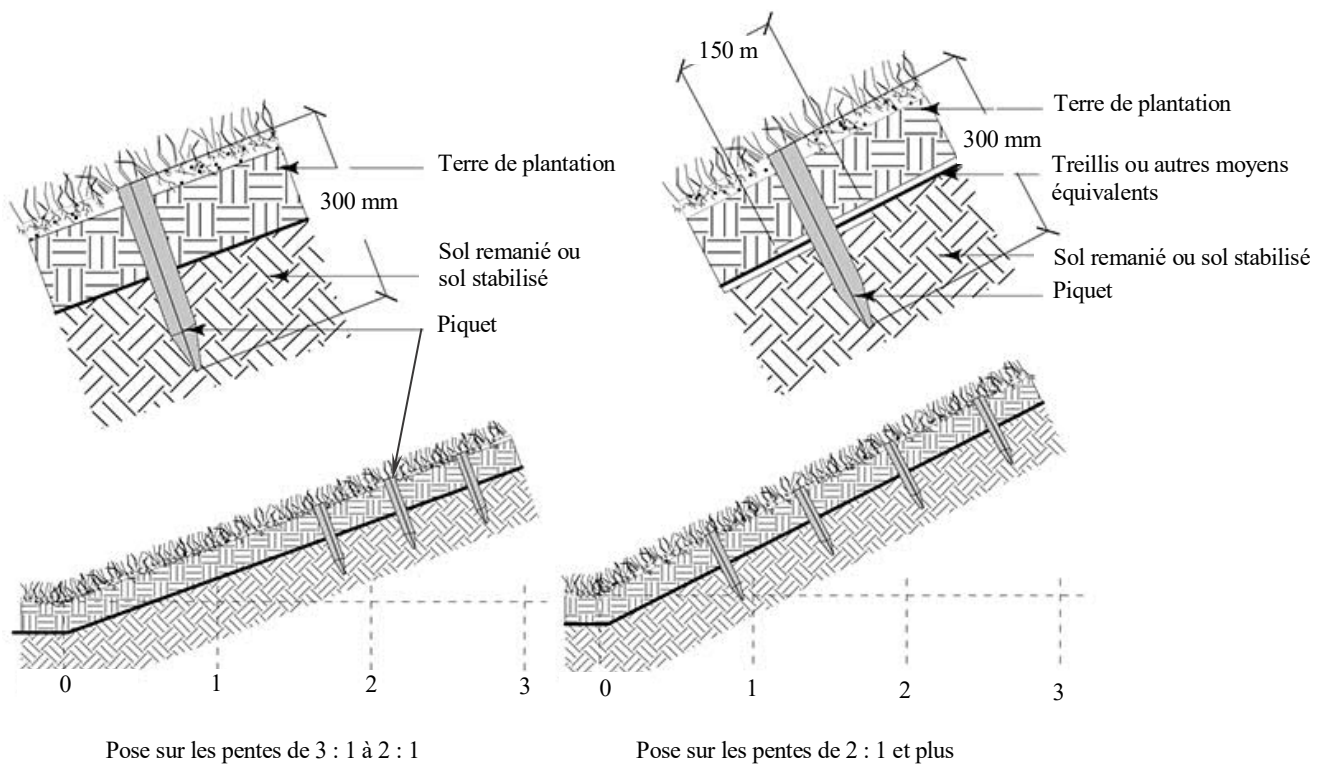 150 m
Terre de plantation
300 mm
Sol remanié ou
sol stabilisé
Piquet
Terre de plantation
300 mm
Treillis ou autres moyens
équivalents
Sol remanié ou sol stabilisé
Piquet
0 1 2 3
0 1 2 3
Pose sur les pentes de 3 : 1 à 2 : 1
Pose sur les pentes de 2 : 1 et plus